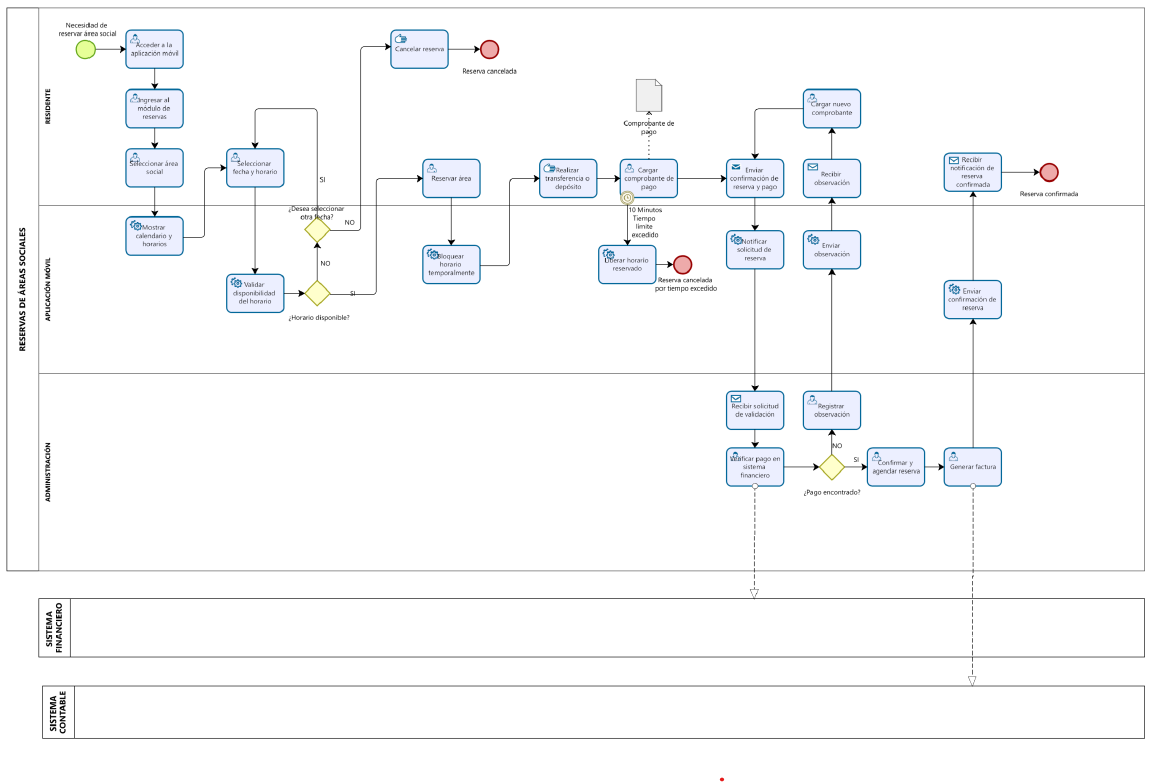 RESERVAS DE ÁREAS SOCIALES
RESIDENTE
Necesidad de
reservar área social
Acceder a la
aplicación móvil
Ingresar al
módulo de
reservas
Seleccionar área
social
Seleccionar
fecha y horario
Cancelar reserva
Reserva cancelada
SI
NO
¿Desea seleccionar
otra fecha?
Reservar área
Realizar
transferencia o
depósito
Comprobante de
pago
Cargar
comprobante de
pago
Enviar
confirmación de
reserva y pago
Cargar nuevo
comprobante
Recibir
observación
Recibir
notificación de
reserva
confirmada
Reserva confirmada
APLICACIÓN MÓVIL
Mostrar
calendario y
horarios
Validar
disponibilidad
del horario
NO
SI
¿Horario disponible?
Bloquear
horario
temporalmente
10 Minutos
Tiempo
límite
excedido
Liberar horario
reservado
Reserva cancelada
por tiempo excedido
Notificar
solicitud de
reserva
Enviar
observación
Enviar
confirmación de
reserva
ADMINISTRACIÓN
Recibir solicitud
de validación
Registrar
observación
Verificar pago en
sistema
financiero
NO
SI
¿Pago encontrado?
Confirmar y
agendar reserva
Generar factura
SISTEMA
FINANCIERO
SISTEMA
CONTABLE